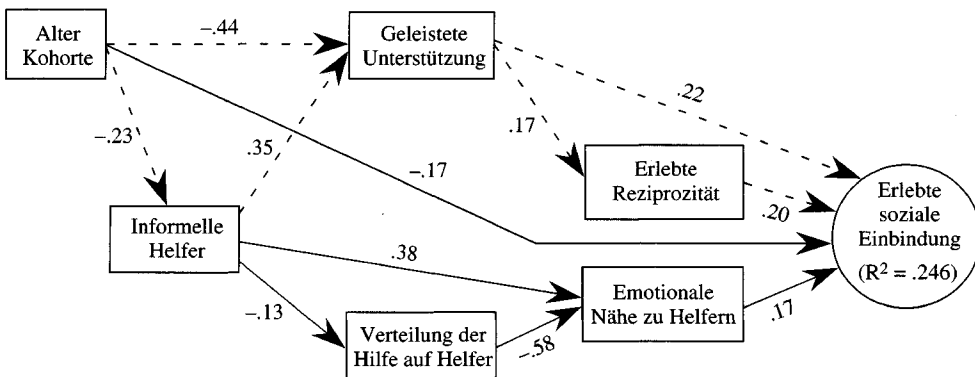 Alter
Kohorte
−.44
Geleistete
Unterstützung
.22
−.23
.35
.17
−.17
Erlebte
Reziprozität
.20
Erlebte
soziale
Einbindung
(R² = .246)
Informelle
Helfer
.38
−.13
Verteilung der
Hilfe auf Helfer
−.58
Emotionale
Nähe zu Helfern
.17